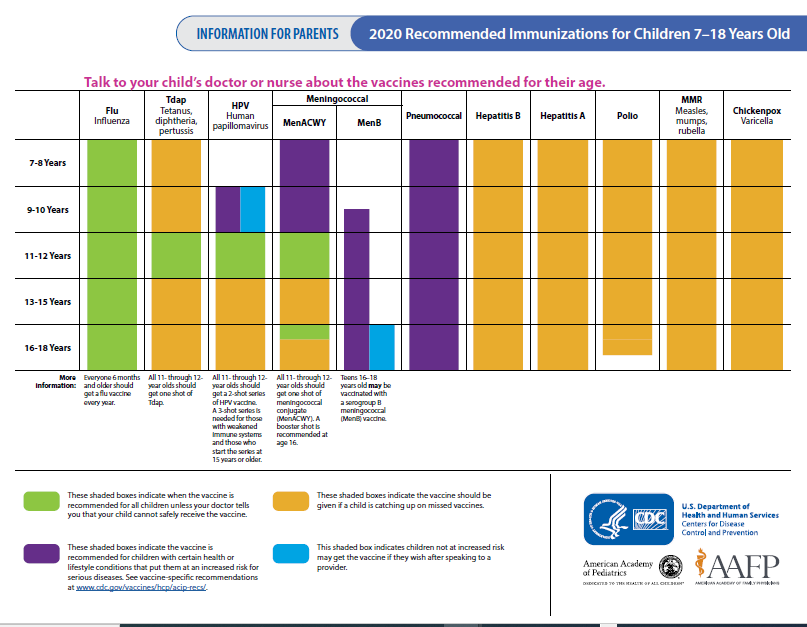 INFORMATION FOR PARENTS
2020 Recommended Immunizations for Children 7–18 Years Old
Talk to your child's doctor or nurse about the vaccines recommended for their age.
Flu
Influenza
Tdap
Tetanus,
diphtheria,
pertussis
HPV
Human
papillomavirus
Meningococcal
MenACWY
MenB
Pneumococcal
Hepatitis B
Hepatitis A
Polio
MMR
Measles,
mumps,
rubella
Chickenpox
Varicella
7-8 Years
9-10 Years
11-12 Years
13-15 Years
16-18 Years
More
Information:
Everyone 6 months
and older should
get a flu vaccine
every year.
All 11- through 12-
year olds should
get one shot of
Tdap.
All 11- through 12-
year olds should
get a 2-shot series
of HPV vaccine.
A 3-shot series is
needed for those
with weakened
immune systems
and those who
start the series at
15 years or older.
All 11- through 12-
year olds should
get one shot of
meningococcal
conjugate
(MenACWY). A
booster shot is
recommended at
age 16.
Teens 16–18
years old may be
vaccinated with
a serogroup B
meningococcal
(MenB) vaccine.
These shaded boxes indicate when the vaccine is
recommended for all children unless your doctor tells
you that your child cannot safely receive the vaccine.
These shaded boxes indicate the vaccine should be
given if a child is catching up on missed vaccines.
These shaded boxes indicate the vaccine is
recommended for children with certain health or
lifestyle conditions that put them at an increased risk for
serious diseases. See vaccine-specific recommendations
at www.cdc.gov/vaccines/hcp/acip-recs/.
This shaded box indicates children not at increased risk
may get the vaccine if they wish after speaking to a
provider.
CDC
U.S. Department of
Health and Human Services
Centers for Disease
Control and Prevention
American Academy
of Pediatrics
DEDICATED TO THE HEALTH OF ALL CHILDREN®
AAFP
AMERICAN ACADEMY OF FAMILY PHYSICIANS